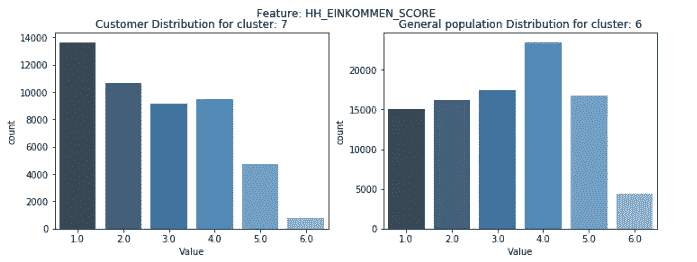 Feature: HH_EINKOMMEN_SCORE
Customer Distribution for cluster: 7
General population Distribution for cluster: 6
14000
12000
10000
8000
6000
4000
2000
0
count
1.0 2.0 3.0 4.0 5.0 6.0
Value
20000
15000
10000
5000
0
count
1.0 2.0 3.0 4.0 5.0 6.0
Value